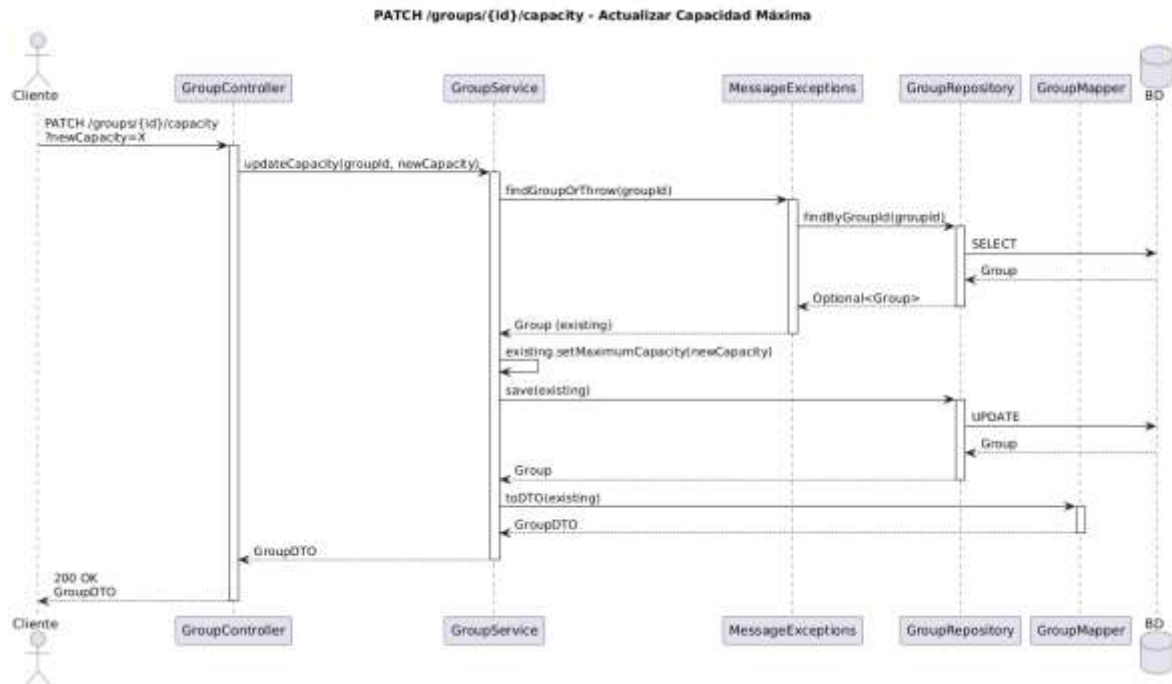 PATCH /groups/{id}/capacity - Actualizar Capacidad Máxima
Cliente
GroupController
GroupService
MessageExceptions
GroupRepository
GroupMapper
BD
PATCH /groups/{id}/capacity
?newCapacity=X
updateCapacity(groupId, newCapacity)
findGroupOrThrow(groupId)
findByGroupId(groupId)
SELECT
Group
Optional<Group>
Group (existing)
existing.setMaximumCapacity(newCapacity)
save(existing)
UPDATE
Group
Group
toDTO(existing)
GroupDTO
GroupDTO
200 OK
GroupDTO
Cliente
GroupController
GroupService
MessageExceptions
GroupRepository
GroupMapper
BD